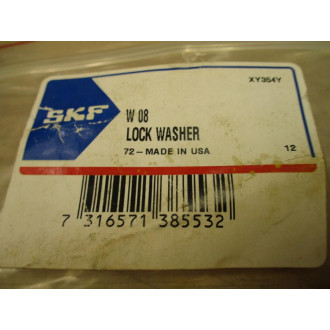 XY354Y
SKF
W 08
LOCK WASHER
72-MADE IN USA
12
7 316571 385532